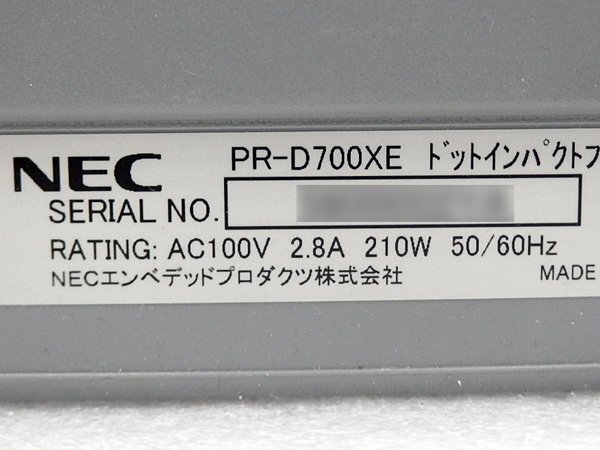 NEC PR-D700XE ドットインパクトプ
SERIAL NO.
RATING: AC100V 2.8A 210W 50/60Hz
NECエンベデッドプロダクツ株式会社 MADE